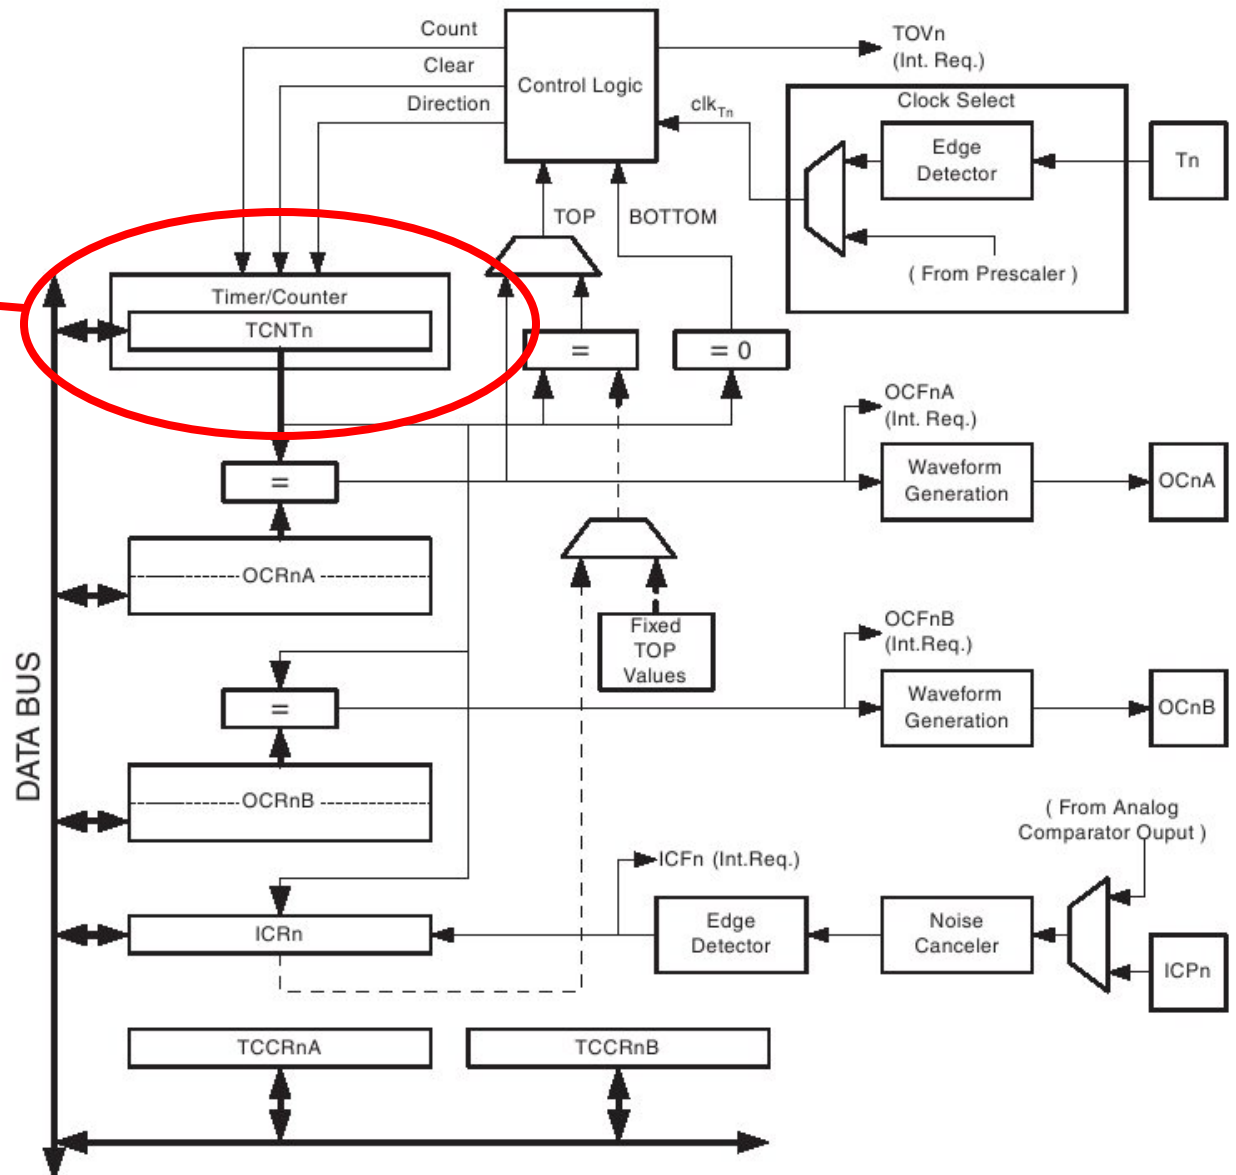 Count
Clear
Direction
Control Logic
TOVn
(Int. Req.)
clkTn
Clock Select
Edge
Detector
Tn
TOP
BOTTOM
( From Prescaler )
Timer/Counter
TCNTn
=
= 0
OCFnA
(Int. Req.)
=
Waveform
Generation
OCnA
OCRnA
Fixed
TOP
Values
OCFnB
(Int.Req.)
=
Waveform
Generation
OCnB
DATA BUS
OCRnB
( From Analog
Comparator Ouput )
ICFn (Int.Req.)
ICRn
Edge
Detector
Noise
Canceler
ICPn
TCCRnA
TCCRnB